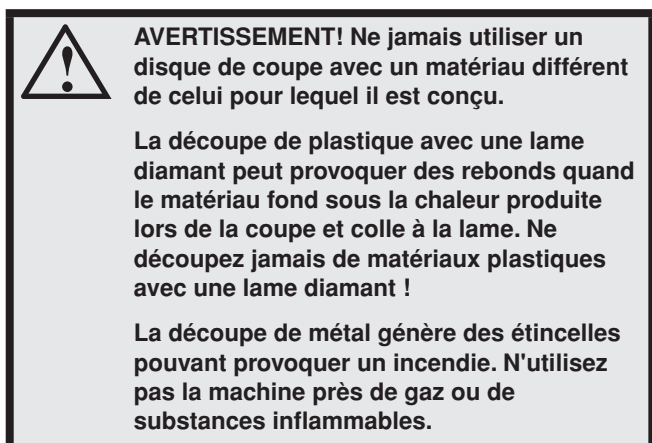 AVERTISSEMENT! Ne jamais utiliser un
disque de coupe avec un matériau différent
de celui pour lequel il est conçu.
La découpe de plastique avec une lame
diamant peut provoquer des rebonds quand
le matériau fond sous la chaleur produite
lors de la coupe et colle à la lame. Ne
découpez jamais de matériaux plastiques
avec une lame diamant !
La découpe de métal génère des étincelles
pouvant provoquer un incendie. N'utilisez
pas la machine près de gaz ou de
substances inflammables.